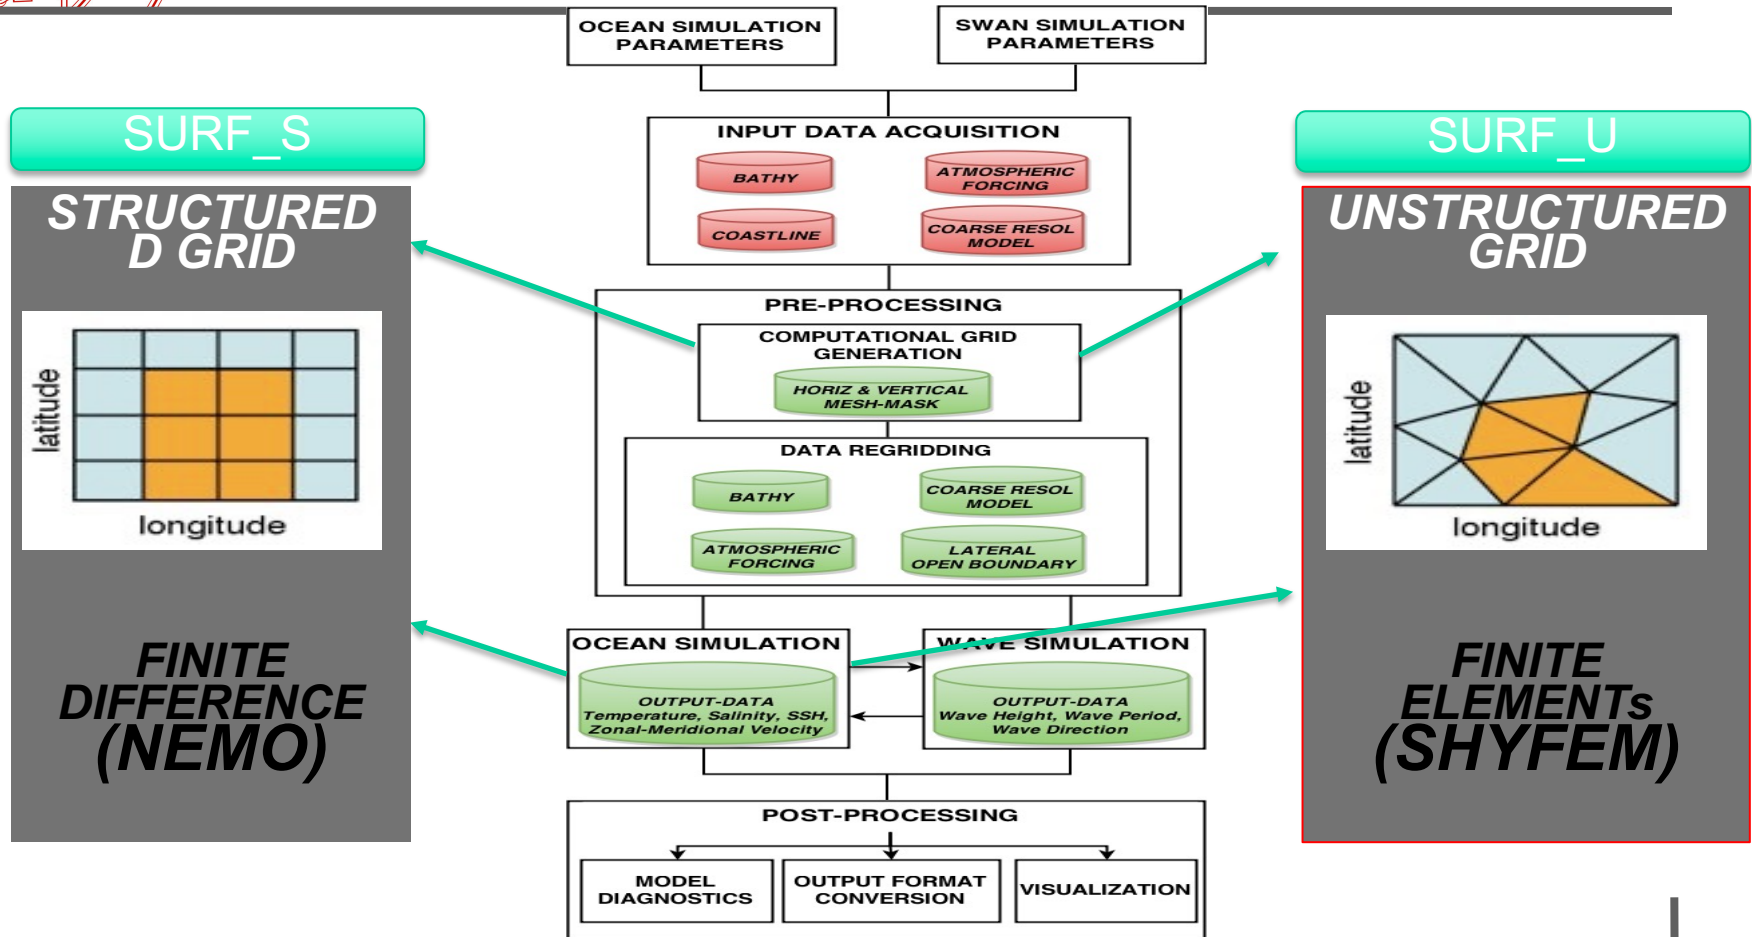 OCEAN SIMULATION
PARAMETERS
SWAN SIMULATION
PARAMETERS
SURF_S
STRUCTURED
D GRID
latitude
longitude
FINITE
DIFFERENCE
(NEMO)
INPUT DATA ACQUISITION
BATHY
ATMOSPHERIC
FORCING
COASTLINE
COARSE RESOL
MODEL
PRE-PROCESSING
COMPUTATIONAL GRID
GENERATION
HORIZ & VERTICAL
MESH-MASK
DATA REGRIDDING
BATHY
COARSE RESOL
MODEL
ATMOSPHERIC
FORCING
LATERAL
OPEN BOUNDARY
OCEAN SIMULATION
OUTPUT-DATA
Temperature, Salinity, SSH,
Zonal-Meridional Velocity
WAVE SIMULATION
OUTPUT-DATA
Wave Height, Wave Period,
Wave Direction
POST-PROCESSING
MODEL
DIAGNOSTICS
OUTPUT FORMAT
CONVERSION
VISUALIZATION
SURF_U
UNSTRUCTURED
GRID
latitude
longitude
FINITE
ELEMENTs
(SHYFEM)